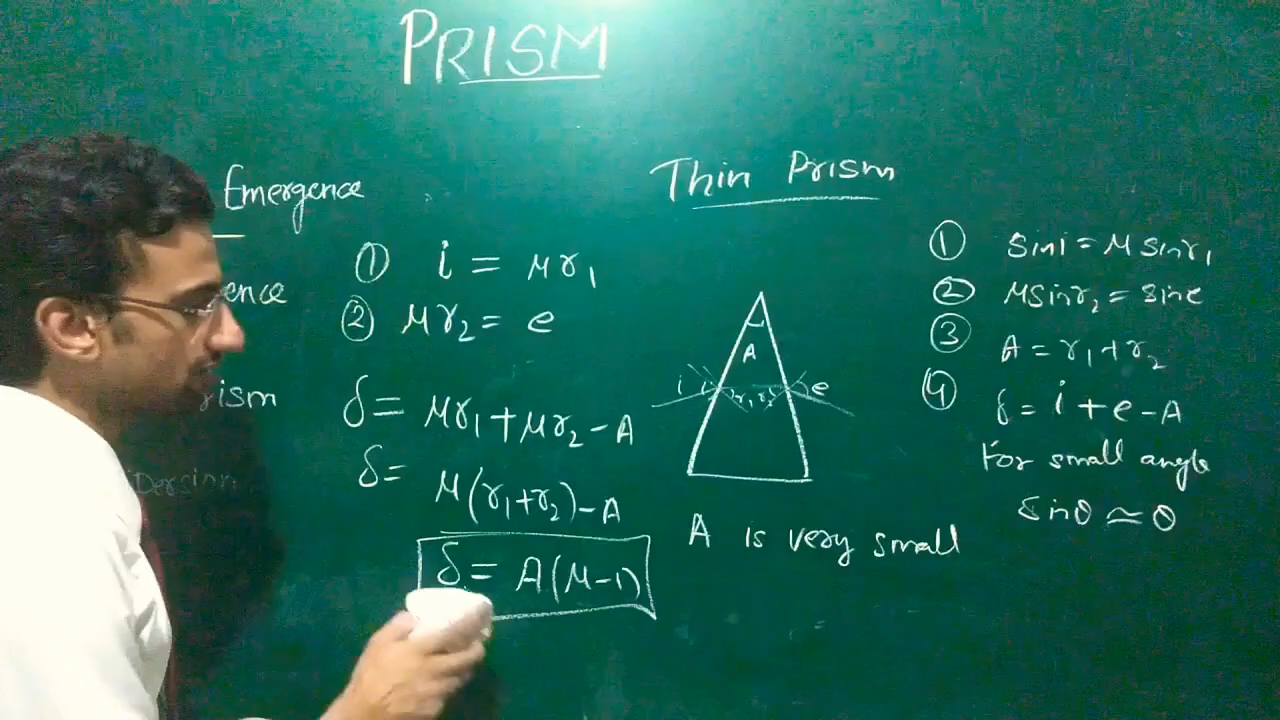 PRISM
Emergence
ence
rism
Dersion
① i = μr₁
② μr₂ = e
δ = μr₁ + μr₂ - A
δ = μ(r₁+r₂) - A
δ = A(μ-1)
Thin Prism
A
i i r₁ r₂ e
A is very small
① sini = μ sinr₁
② μsinr₂ = sine
③ A = r₁ + r₂
④ δ = i + e - A
For small angle
Sinθ ≃ θ